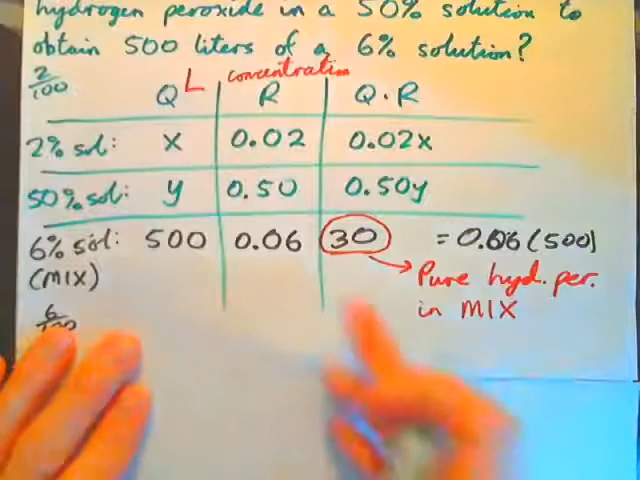 hydrogen peroxide in a 50% solution to
obtain 500 liters of a 6% solution?
2/100
Q L concentration R Q·R
2% sol: x 0.02 0.02x
50% sol: y 0.50 0.50y
6% sol: 500 0.06 30 = 0.06(500)
(MIX) Pure hyd. per.
in MIX
6/100